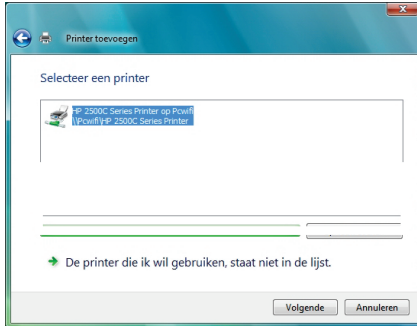 Printer toevoegen
Selecteer een printer
HP 2500C Series Printer op Pcwifi
\\Pcwifi\HP 2500C Series Printer
De printer die ik wil gebruiken, staat niet in de lijst.
Volgende
Annuleren